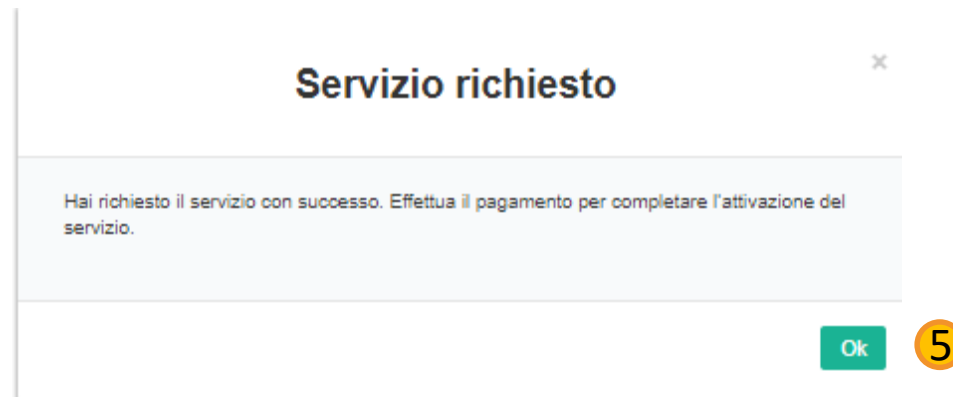 ×
Servizio richiesto
Hai richiesto il servizio con successo. Effettua il pagamento per completare l'attivazione del
servizio.
Ok
5